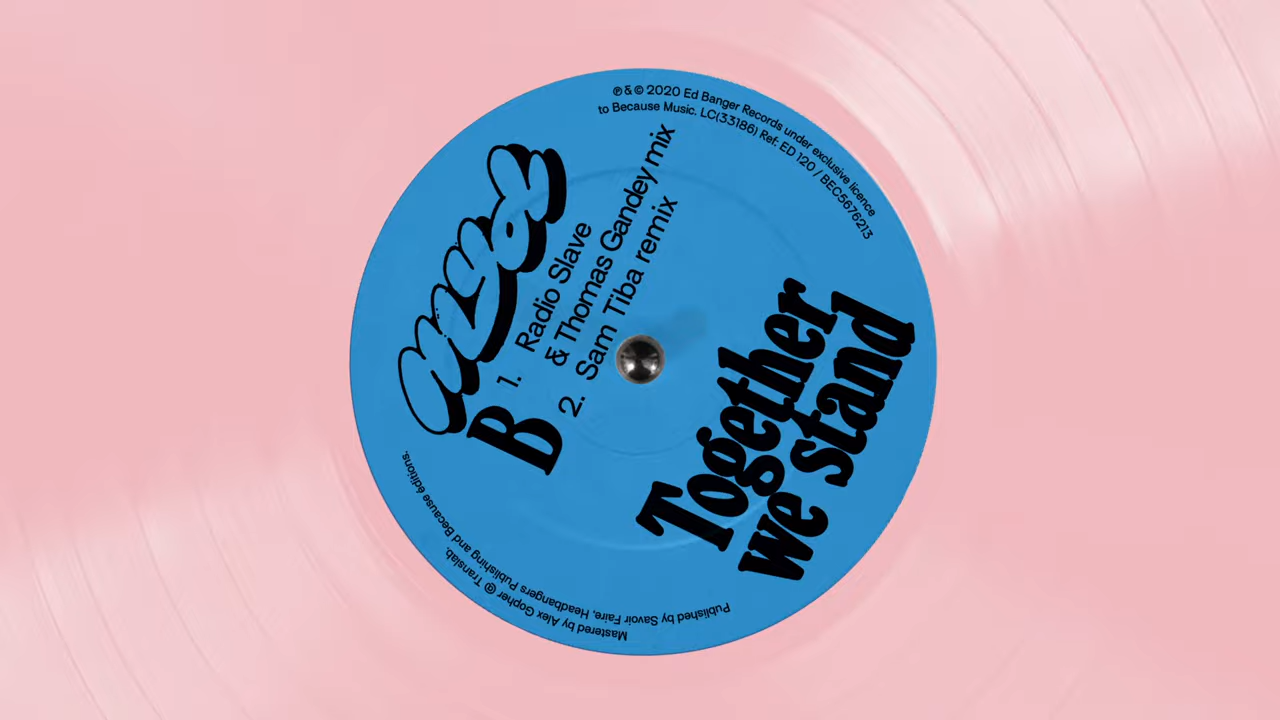 ℗ & © 2020 Ed Banger Records under exclusive licence
to Because Music. LC(33186) Ref: ED 120 / BEC5676213
Myd
B
1. Radio Slave
& Thomas Gandey mix
2. Sam Tiba remix
Together
we stand
Published by Savoir Faire, Headbangers Publishing and Because éditions.
Mastered by Alex Gopher @ Translab.